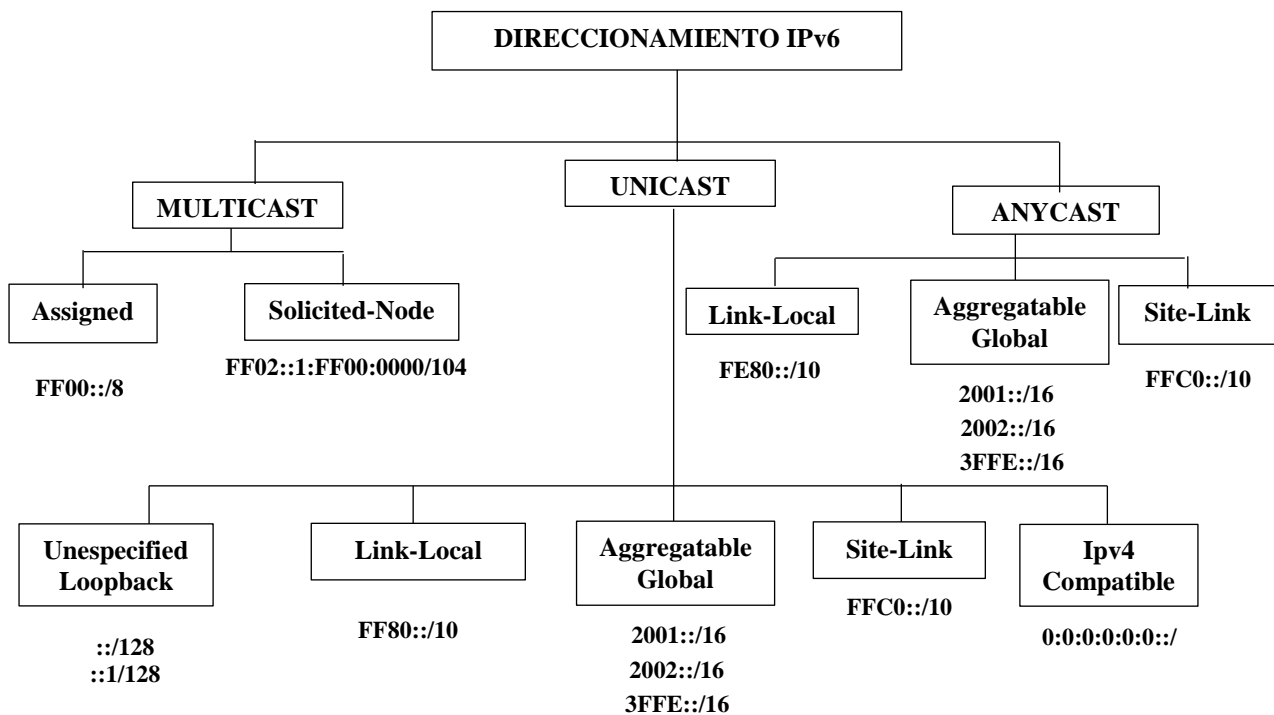 DIRECCIONAMIENTO IPv6
MULTICAST
UNICAST
ANYCAST
Assigned
FF00::/8
Solicited-Node
FF02::1:FF00:0000/104
Link-Local
FE80::/10
Aggregatable
Global
2001::/16
2002::/16
3FFE::/16
Site-Link
FFC0::/10
Unespecified
Loopback
::/128
::1/128
Link-Local
FF80::/10
Aggregatable
Global
2001::/16
2002::/16
3FFE::/16
Site-Link
FFC0::/10
Ipv4
Compatible
0:0:0:0:0:0::/